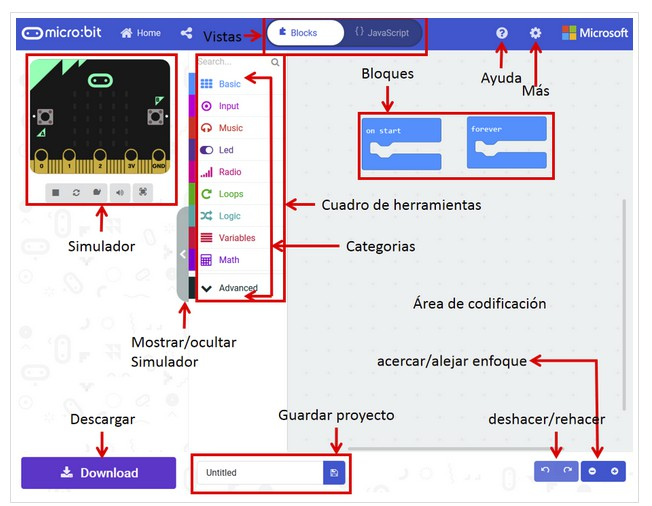 micro:bit
Home
Vistas
Blocks
{} JavaScript
Microsoft
Ayuda
Más
Search...
Basic
Input
Music
Led
Radio
Loops
Logic
Variables
Math
Advanced
A
B
0 1 2 3V GND
Bloques
on start
forever
Simulador
Cuadro de herramientas
Categorias
Área de codificación
Mostrar/ocultar
Simulador
acercar/alejar enfoque
Descargar
Guardar proyecto
deshacer/rehacer
Download
Untitled